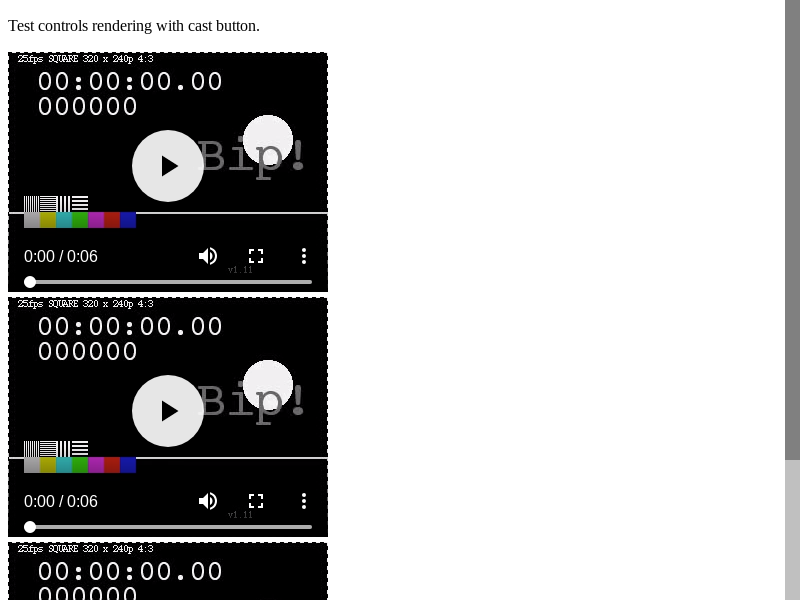 Test controls rendering with cast button.
25fps SQUARE 320 x 240p 4:3
00:00:00.00
000000
Bip!
0:00 / 0:06
v1.11
25fps SQUARE 320 x 240p 4:3
00:00:00.00
000000
Bip!
0:00 / 0:06
v1.11
25fps SQUARE 320 x 240p 4:3
00:00:00.00
000000